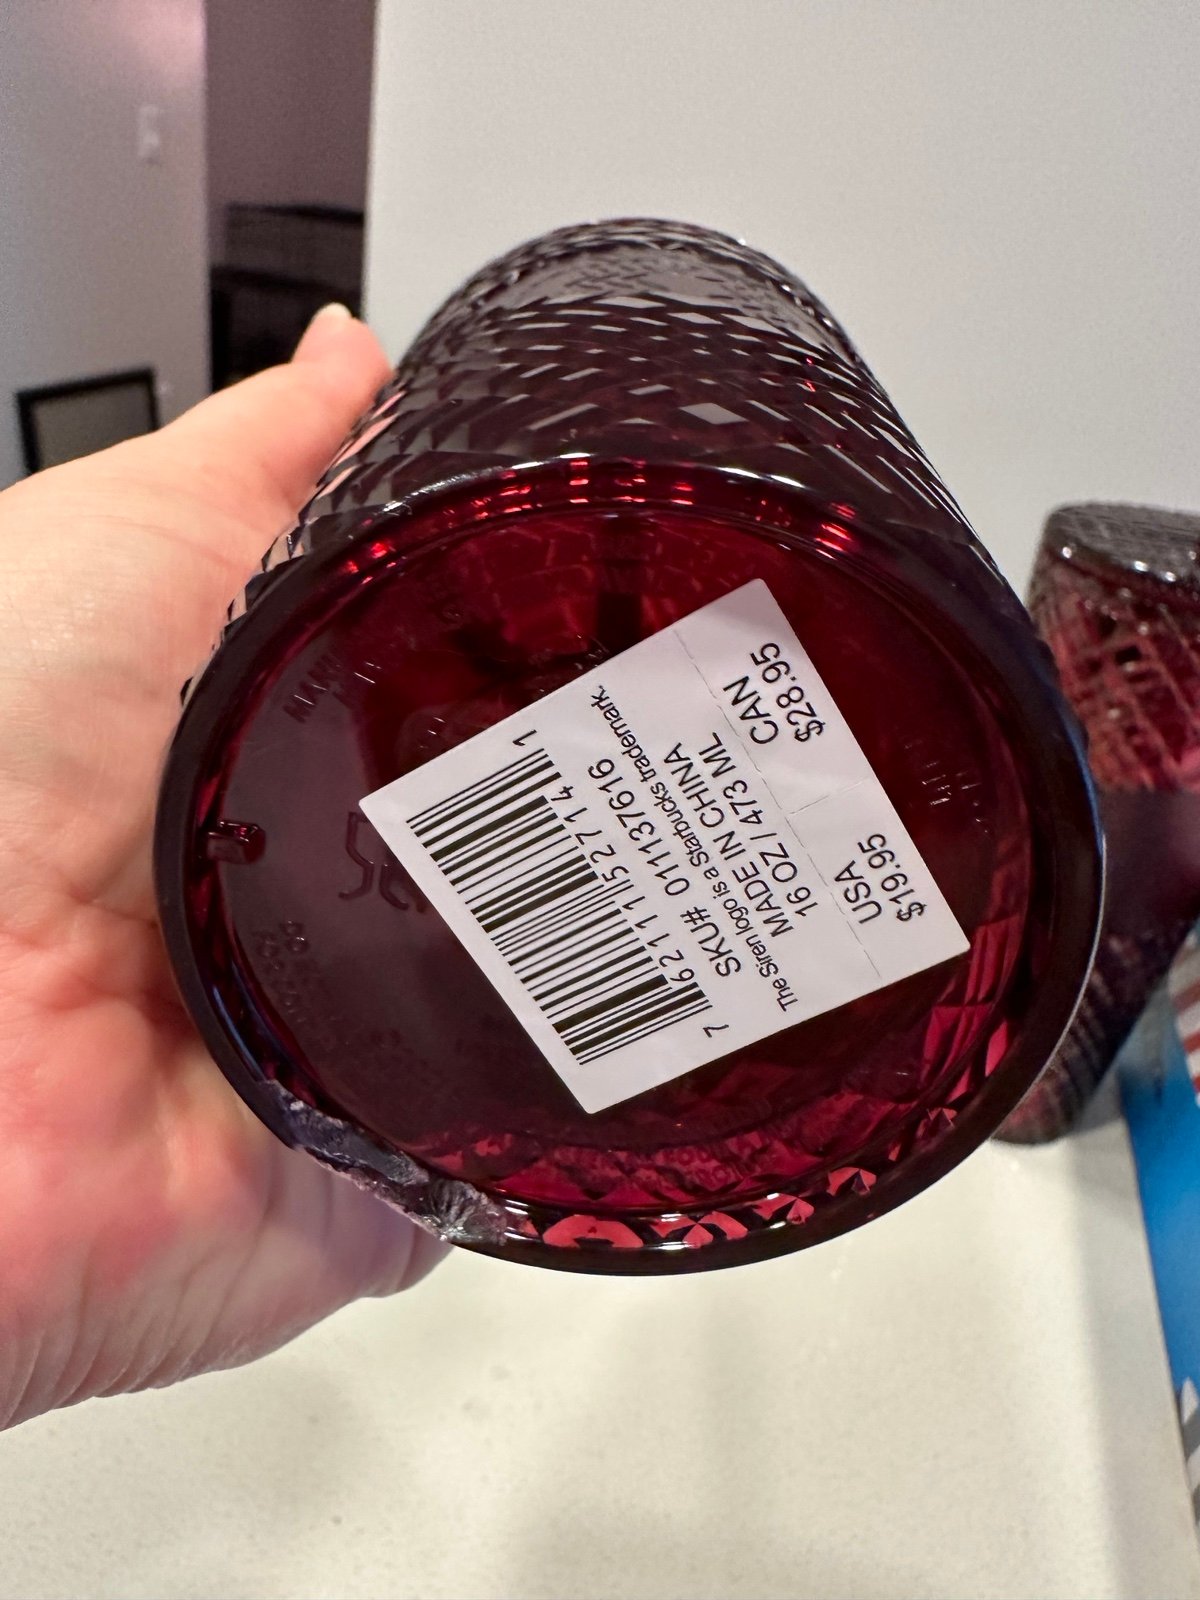 7 62111 52714 1
SKU# 011137616
The Siren logo is a Starbucks trademark.
MADE IN CHINA
16 OZ / 473 ML
USA
$19.95
CAN
$28.95